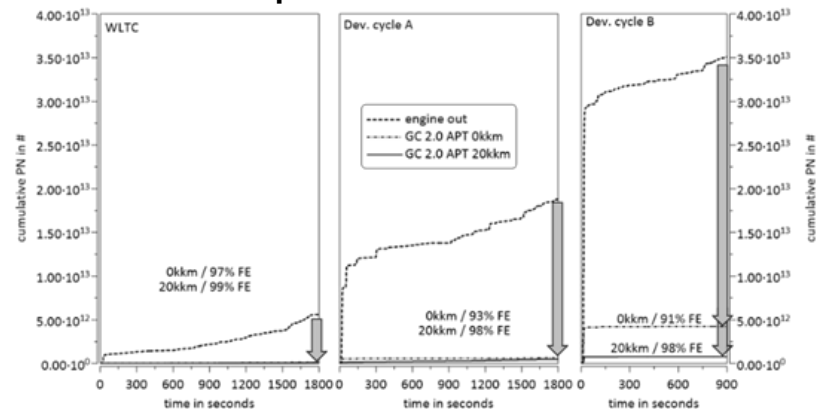 WLTC
Dev. cycle A
Dev. cycle B
4.00·10¹³
3.50·10¹³
3.00·10¹³
2.50·10¹³
2.00·10¹³
1.50·10¹³
1.00·10¹³
5.00·10¹²
0.00·10⁰
cumulative PN in #
engine out
GC 2.0 APT 0kkm
GC 2.0 APT 20kkm
0kkm / 97% FE
20kkm / 99% FE
0kkm / 93% FE
20kkm / 98% FE
0kkm / 91% FE
20kkm / 98% FE
4.00·10¹³
3.50·10¹³
3.00·10¹³
2.50·10¹³
2.00·10¹³
1.50·10¹³
1.00·10¹³
5.00·10¹²
0.00·10⁰
cumulative PN in #
0 300 600 900 1200 1500 1800
0 300 600 900 1200 1500 1800
0 300 600 900
time in seconds
time in seconds
time in seconds